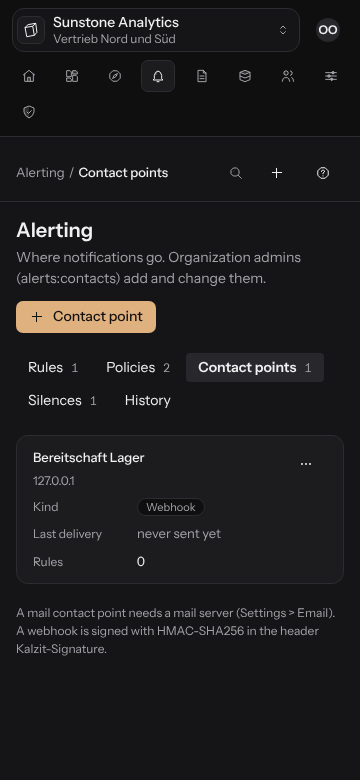 Sunstone Analytics
Vertrieb Nord und Süd
OO
Alerting / Contact points
Alerting
Where notifications go. Organization admins
(alerts:contacts) add and change them.
+ Contact point
Rules 1 Policies 2 Contact points 1
Silences 1 History
Bereitschaft Lager
127.0.0.1
Kind Webhook
Last delivery never sent yet
Rules 0
A mail contact point needs a mail server (Settings > Email).
A webhook is signed with HMAC-SHA256 in the header
Kalzit-Signature.